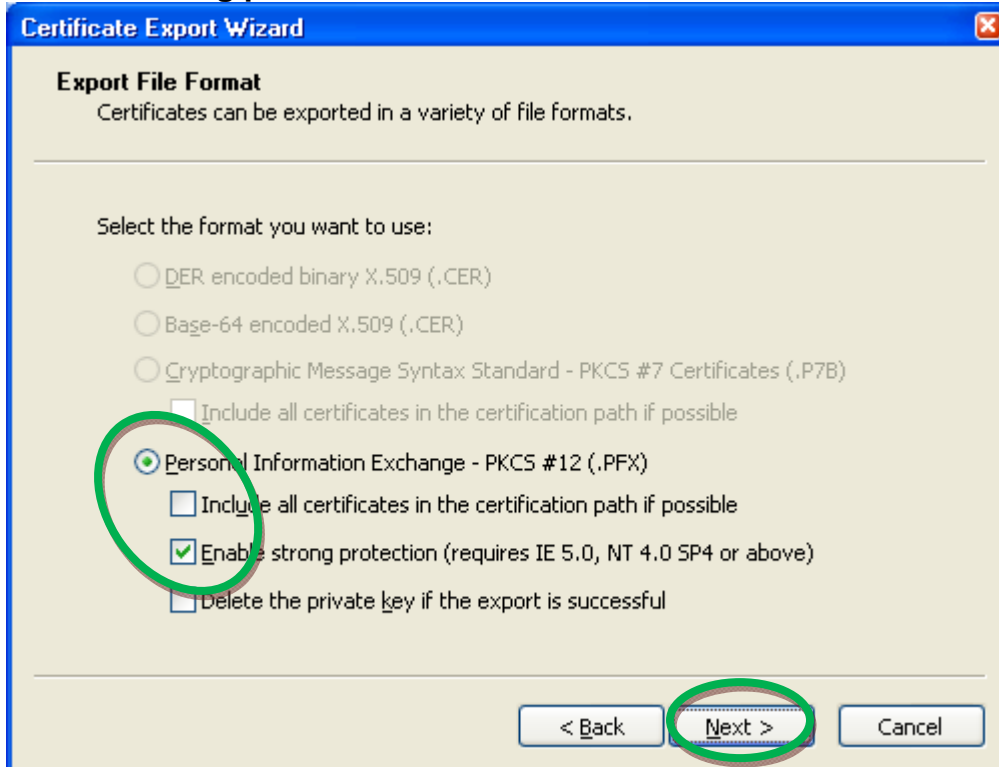 Certificate Export Wizard
Export File Format
Certificates can be exported in a variety of file formats.
Select the format you want to use:
DER encoded binary X.509 (.CER)
Base-64 encoded X.509 (.CER)
Cryptographic Message Syntax Standard - PKCS #7 Certificates (.P7B)
Include all certificates in the certification path if possible
Personal Information Exchange - PKCS #12 (.PFX)
Include all certificates in the certification path if possible
Enable strong protection (requires IE 5.0, NT 4.0 SP4 or above)
Delete the private key if the export is successful
< Back Next > Cancel